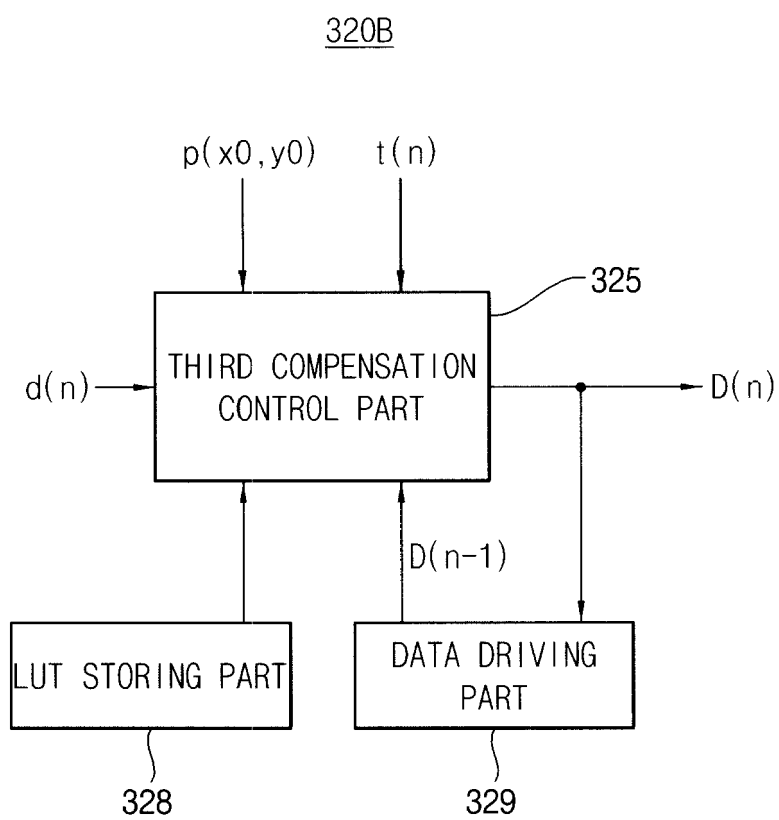 320B
p(x0,y0)
t(n)
325
THIRD COMPENSATION
CONTROL PART
d(n)
D(n)
D(n-1)
LUT STORING PART
DATA DRIVING
PART
328
329